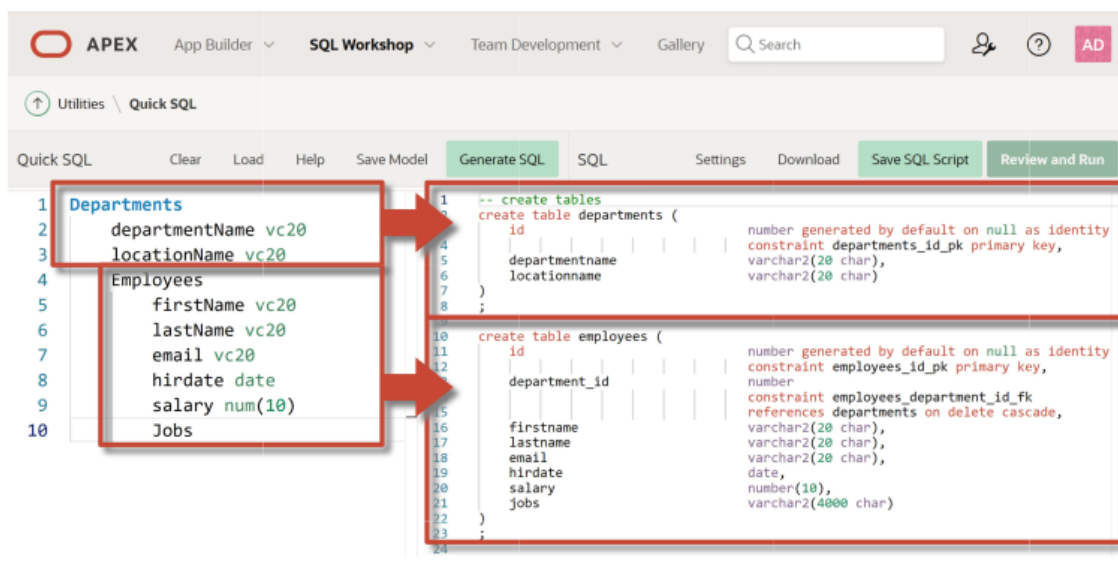 APEX App Builder SQL Workshop Team Development Gallery Search AD
Utilities \ Quick SQL
Quick SQL Clear Load Help Save Model Generate SQL SQL Settings Download Save SQL Script Review and Run
1 Departments
2 departmentName vc20
3 locationName vc20
4 Employees
5 firstName vc20
6 lastName vc20
7 email vc20
8 hirdate date
9 salary num(10)
10 Jobs
1 -- create tables
create table departments (
id number generated by default on null as identity
4 constraint departments_id_pk primary key,
5 departmentname varchar2(20 char),
6 locationname varchar2(20 char)
7 )
8 ;
10 create table employees (
11 id number generated by default on null as identity
12 constraint employees_id_pk primary key,
department_id number
constraint employees_department_id_fk
15 references departments on delete cascade,
16 firstname varchar2(20 char),
17 lastname varchar2(20 char),
18 email varchar2(20 char),
19 hirdate date,
20 salary number(10),
21 jobs varchar2(4000 char)
22 )
23 ;
24